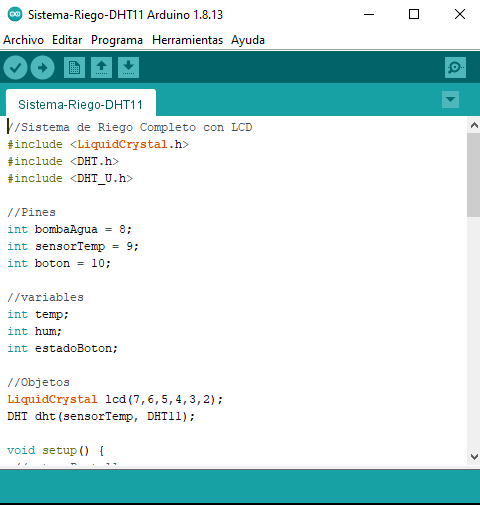 Sistema-Riego-DHT11 Arduino 1.8.13
Archivo Editar Programa Herramientas Ayuda
Sistema-Riego-DHT11
//Sistema de Riego Completo con LCD
#include <LiquidCrystal.h>
#include <DHT.h>
#include <DHT_U.h>
//Pines
int bombaAgua = 8;
int sensorTemp = 9;
int boton = 10;
//variables
int temp;
int hum;
int estadoBoton;
//Objetos
LiquidCrystal lcd(7,6,5,4,3,2);
DHT dht(sensorTemp, DHT11);
void setup() {